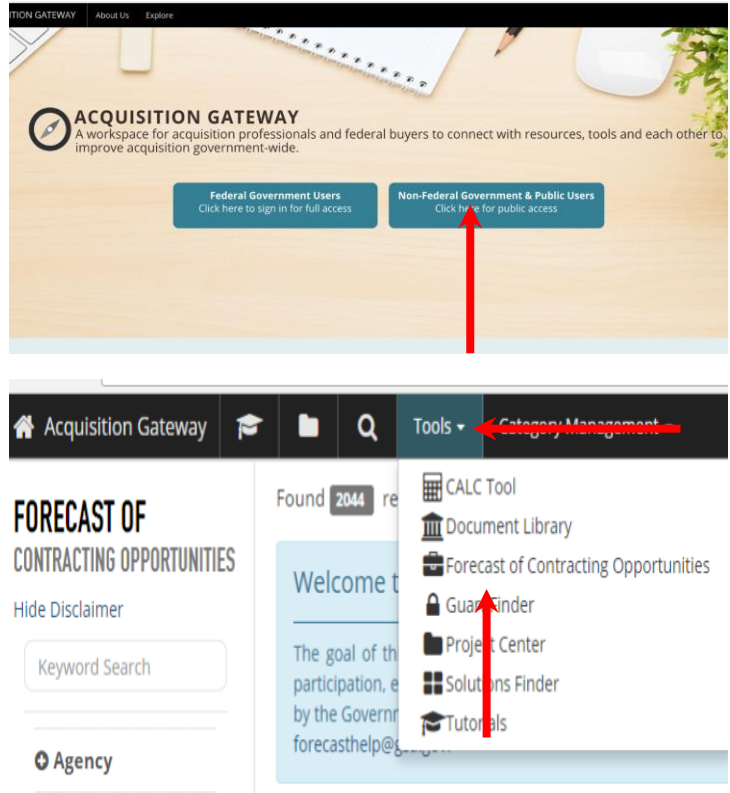 ITION GATEWAY About Us Explore
ACQUISITION GATEWAY
A workspace for acquisition professionals and federal buyers to connect with resources, tools and each other to
improve acquisition government-wide.
Federal Government Users
Click here to sign in for full access
Non-Federal Government & Public Users
Click here for public access
Acquisition Gateway Tools Category Management
FORECAST OF
CONTRACTING OPPORTUNITIES
Hide Disclaimer
Keyword Search
Agency
Found 2044 re
Welcome t
The goal of th
participation, e
by the Governr
forecasthelp@g
CALC Tool
Document Library
Forecast of Contracting Opportunities
Guard Finder
Project Center
Solutions Finder
Tutorials